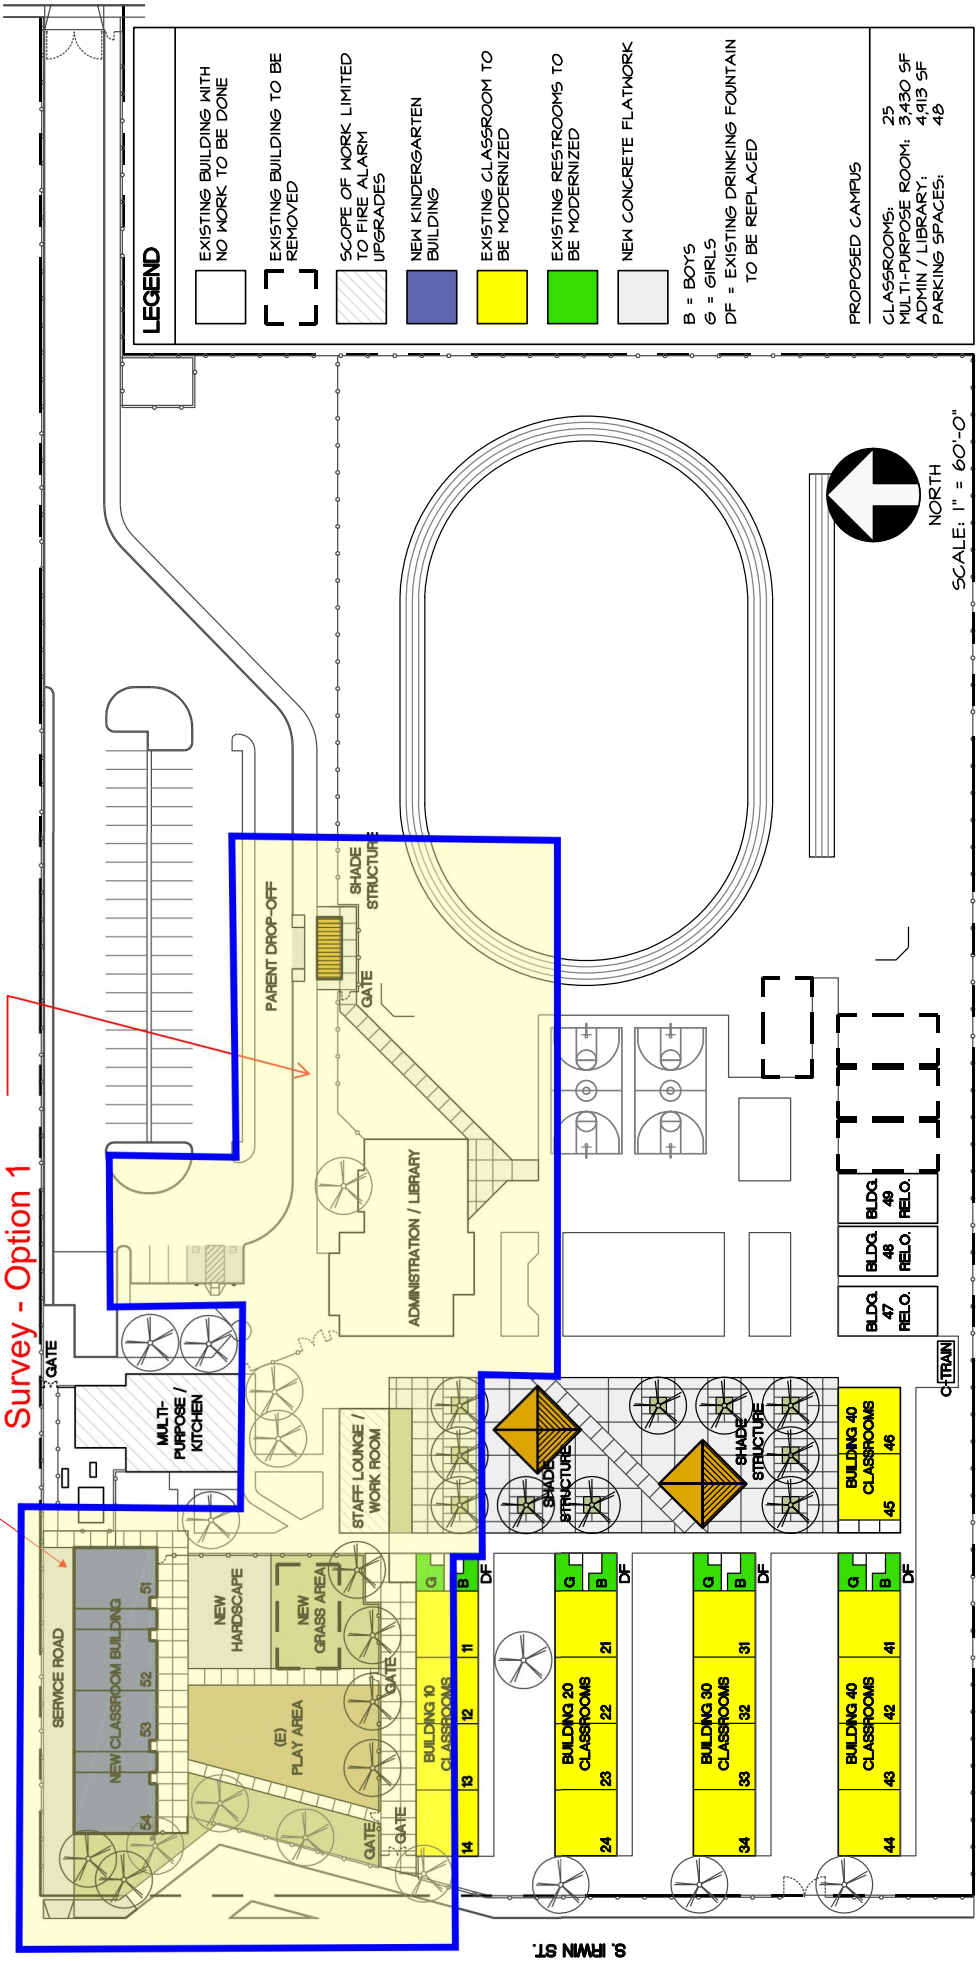 Survey - Option 1
LEGEND
EXISTING BUILDING WITH
NO WORK TO BE DONE
EXISTING BUILDING TO BE
REMOVED
SCOPE OF WORK LIMITED
TO FIRE ALARM
UPGRADES
NEW KINDERGARTEN
BUILDING
EXISTING CLASSROOM TO
BE MODERNIZED
EXISTING RESTROOMS TO
BE MODERNIZED
NEW CONCRETE FLATWORK
B = BOYS
G = GIRLS
DF = EXISTING DRINKING FOUNTAIN
TO BE REPLACED
PROPOSED CAMPUS
CLASSROOMS: 25
MULTI-PURPOSE ROOM: 3,430 SF
ADMIN / LIBRARY: 4,913 SF
PARKING SPACES: 48
NORTH
SCALE: 1" = 60'-0"
GATE
MULTI-
PURPOSE /
KITCHEN
PARENT DROP-OFF
SHADE
STRUCTURE
GATE
ADMINISTRATION / LIBRARY
STAFF LOUNGE /
WORK ROOM
SERVICE ROAD
NEW CLASSROOM BUILDING
54
53
52
51
NEW
HARDSCAPE
NEW
GRASS AREA
(E)
PLAY AREA
GATE
GATE
GATE
BUILDING 10
CLASSROOMS
14
13
12
11
G
B
DF
BUILDING 20
CLASSROOMS
24
23
22
21
G
B
DF
BUILDING 30
CLASSROOMS
34
33
32
31
G
B
DF
BUILDING 40
CLASSROOMS
44
43
42
41
G
B
DF
SHADE
STRUCTURE
SHADE
STRUCTURE
BUILDING 40
CLASSROOMS
45
46
C-TRAIN
BLDG.
47
RELO.
BLDG.
48
RELO.
BLDG.
49
RELO.
S. IRWIN ST.